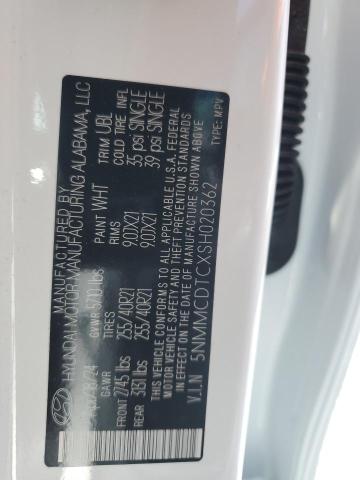 MANUFACTURED BY
HYUNDAI MOTOR MANUFACTURING ALABAMA, LLC
8/24 GVWR 5701 lbs PAINT WHT TRIM UBL
GAWR RIMS COLD TIRE INFL
FRONT 2745 lbs 255/40R21 9.0JX21 35 psi SINGLE
REAR 3131 lbs 255/40R21 9.0JX21 39 psi SINGLE
THIS VEHICLE CONFORMS TO ALL APPLICABLE U.S.A. FEDERAL
MOTOR VEHICLE SAFETY AND THEFT PREVENTION STANDARDS
IN EFFECT ON THE DATE OF MANUFACTURE SHOWN ABOVE
V.I.N 5NMMCDTCXSH020362 TYPE: MPV